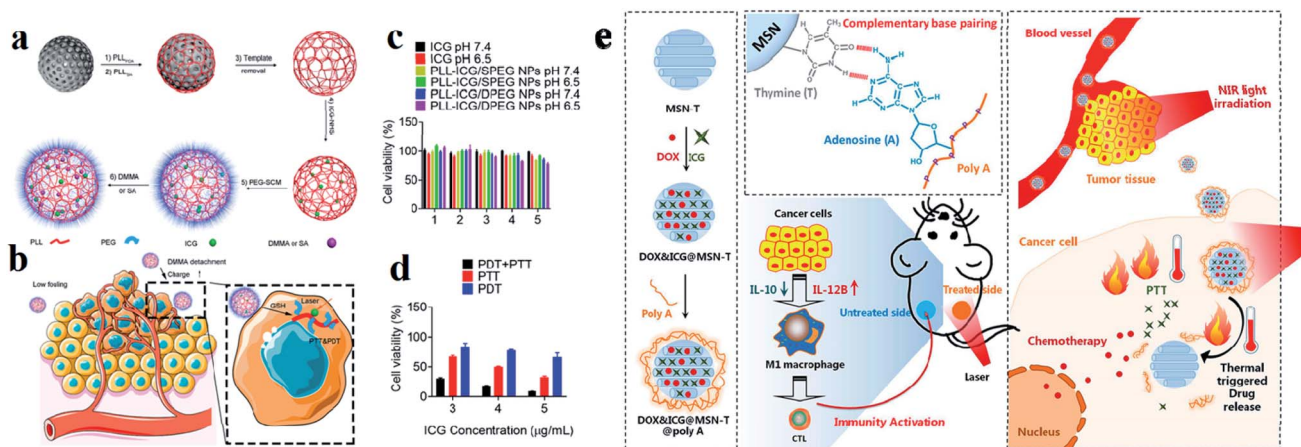 a
1) PLL
2) PLL
3) Template
removal
4) ICG-NHS
5) PEG-SCM
6) DMMA
or SA
PLL
PEG
ICG
DMMA or SA
b
DMMA detachment
Charge ↑
Low fooling
GSH
Laser
PTT&PDT
c
ICG pH 7.4
ICG pH 6.5
PLL-ICG/SPEG NPs pH 7.4
PLL-ICG/SPEG NPs pH 6.5
PLL-ICG/DPEG NPs pH 7.4
PLL-ICG/DPEG NPs pH 6.5
Cell viability (%)
150
100
50
0
1 2 3 4 5
d
PDT+PTT
PTT
PDT
Cell viability (%)
150
100
50
0
3 4 5
ICG Concentration (μg/mL)
e
MSN-T
DOX
ICG
DOX&ICG@MSN-T
Poly A
DOX&ICG@MSN-T
@poly A
MSN
Complementary base pairing
CH3
O
H
N
H
N
O
N
H
N
N
N
N
Thymine (T)
Adenosine (A)
O
HO
Poly A
Cancer cells
IL-10 ↓
IL-12B ↑
M1 macrophage
CTL
Untreated side
Treated side
Laser
Immunity Activation
Blood vessel
NIR light
irradiation
Tumor tissue
Cancer cell
PTT
Chemotherapy
Thermal
triggered
Drug
release
Nucleus